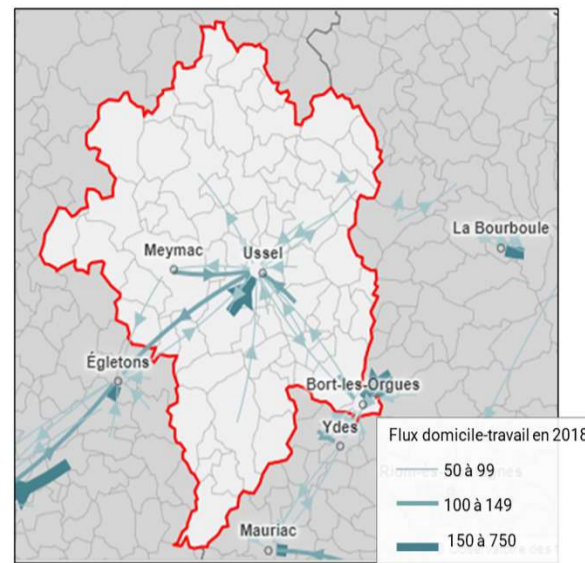 La Bourboule
Meymac
Ussel
Égletons
Bort-les-Orgues
Ydes
Mauriac
Flux domicile-travail en 2018
50 à 99
100 à 149
150 à 750